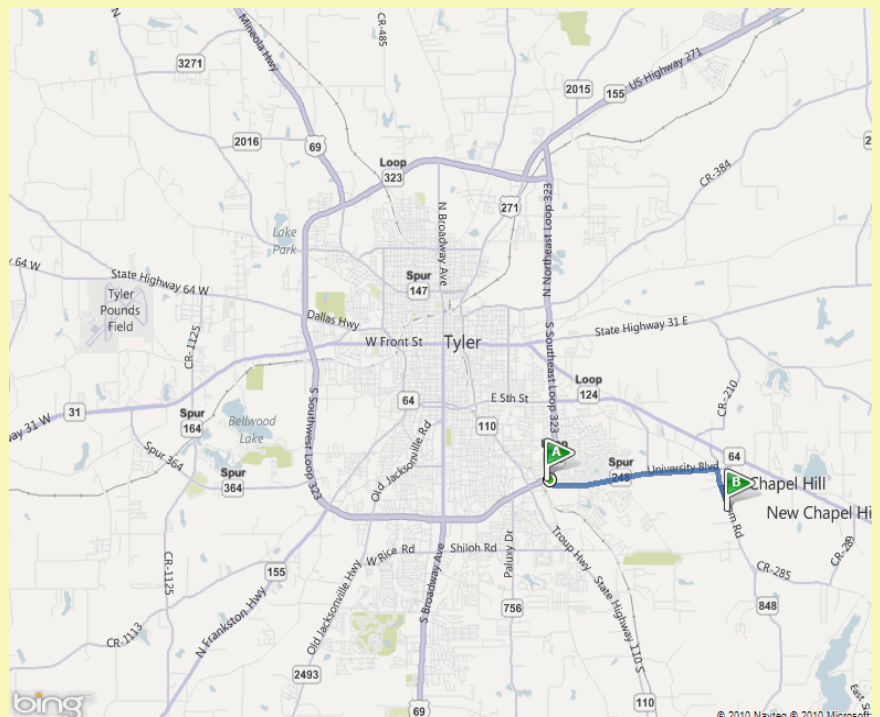 N
Mineola Hwy
CR-485
3271
2015
155
US Highway 271
2016
69
Loop
323
CR-384
271
N Northeast Loop 323
N Broadway Ave
Lake
Park
Spur
147
64 W
State Highway 64 W
Tyler
Pounds
Field
Dallas Hwy
CR-1125
W Front St
Tyler
State Highway 31 E
S Southeast Loop 323
Loop
124
CR-210
E 5th St
64
31
way 31 W
Spur
164
Bellwood
Lake
S Southwest Loop 323
110
Old Jacksonville Rd
A
Spur 364
Spur
364
Spur
248
University Blvd
64
B
Chapel Hill
New Chapel Hi
om Rd
Troup Hwy
Paluxy Dr
W Rice Rd
Shiloh Rd
CR-289
CR-285
CR-1125
155
N Frankston Hwy
Old Jacksonville Hwy
S Broadway Ave
State Highway 110 S
756
848
CR-1113
2493
110
69
bing
© 2010 Navteq © 2010 Microsoft